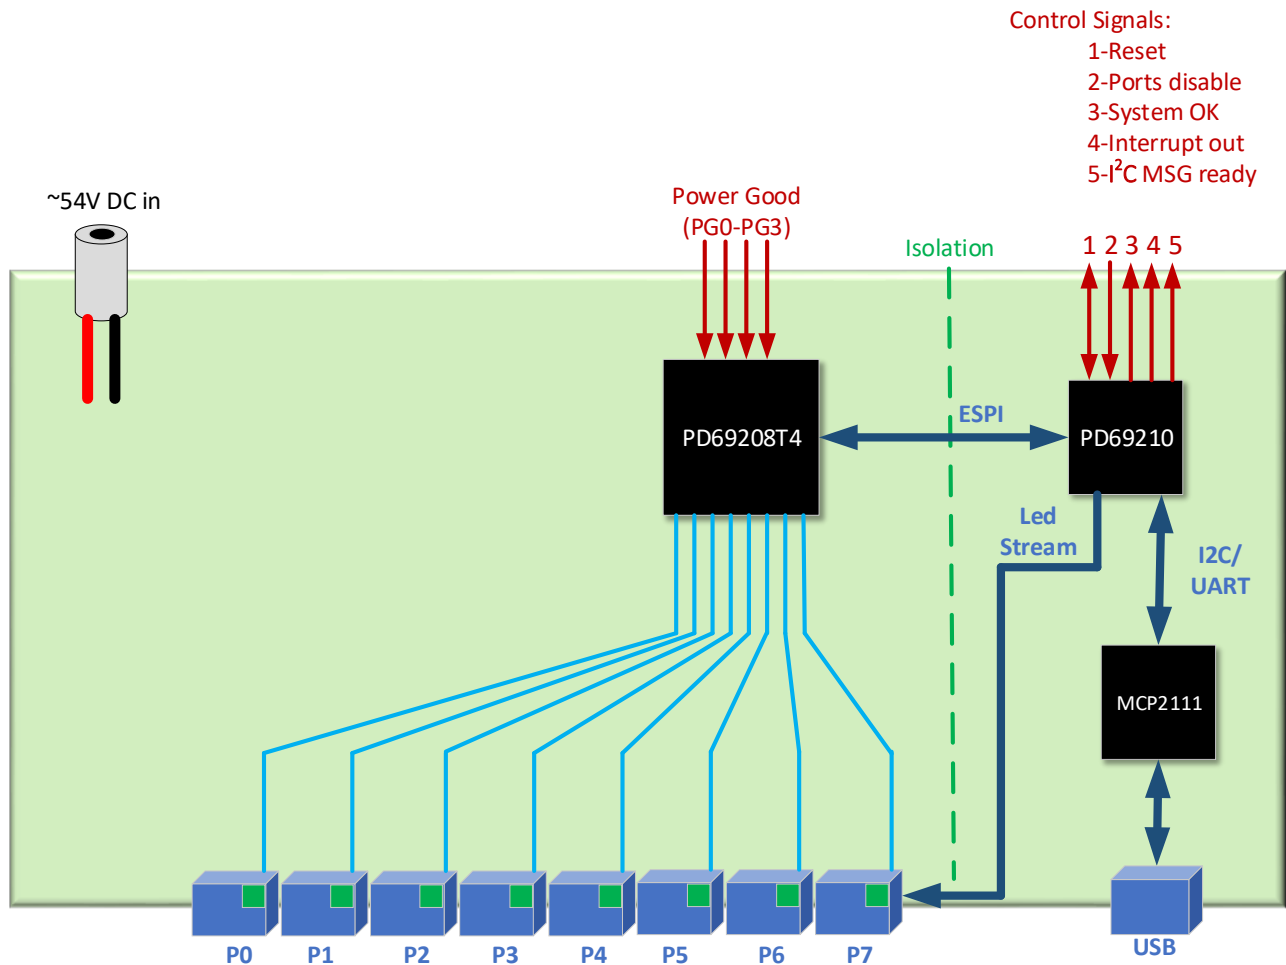 Control Signals:
1-Reset
2-Ports disable
3-System OK
4-Interrupt out
5-I²C MSG ready
~54V DC in
Power Good
(PG0-PG3)
Isolation
1 2 3 4 5
ESPI
PD69208T4
PD69210
Led
Stream
I2C/
UART
MCP2111
P0 P1 P2 P3 P4 P5 P6 P7
USB